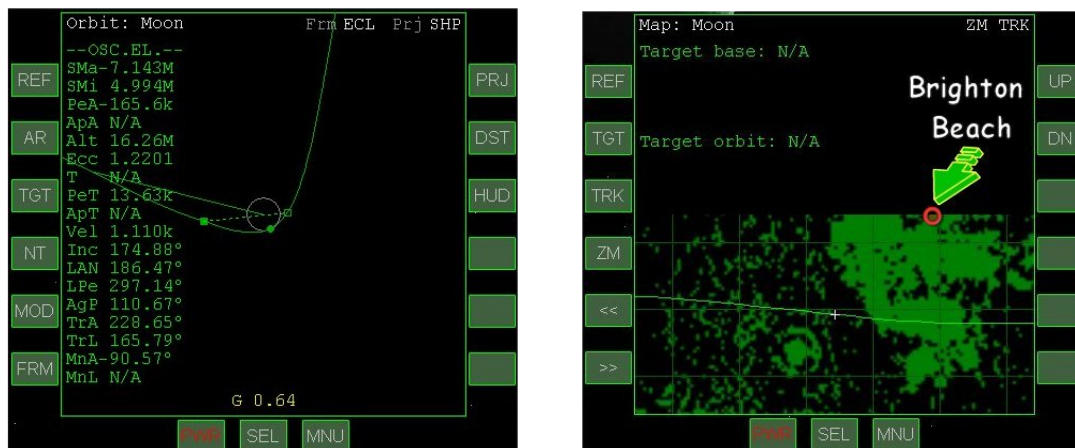 Orbit: Moon Frm ECL Prj SHP
--OSC.EL.--
SMa-7.143M
SMi 4.994M
PeA-165.6k
ApA N/A
Alt 16.26M
Ecc 1.2201
T N/A
PeT 13.63k
ApT N/A
Vel 1.110k
Inc 174.88°
LAN 186.47°
LPe 297.14°
AgP 110.67°
TrA 228.65°
TrL 165.79°
MnA-90.57°
MnL N/A
G 0.64
REF
AR
TGT
NT
MOD
FRM
PRJ
DST
HUD
PWR SEL MNU
Map: Moon ZM TRK
Target base: N/A
Brighton
Beach
Target orbit: N/A
REF
TGT
TRK
ZM
<<
>>
UP
DN
PWR SEL MNU